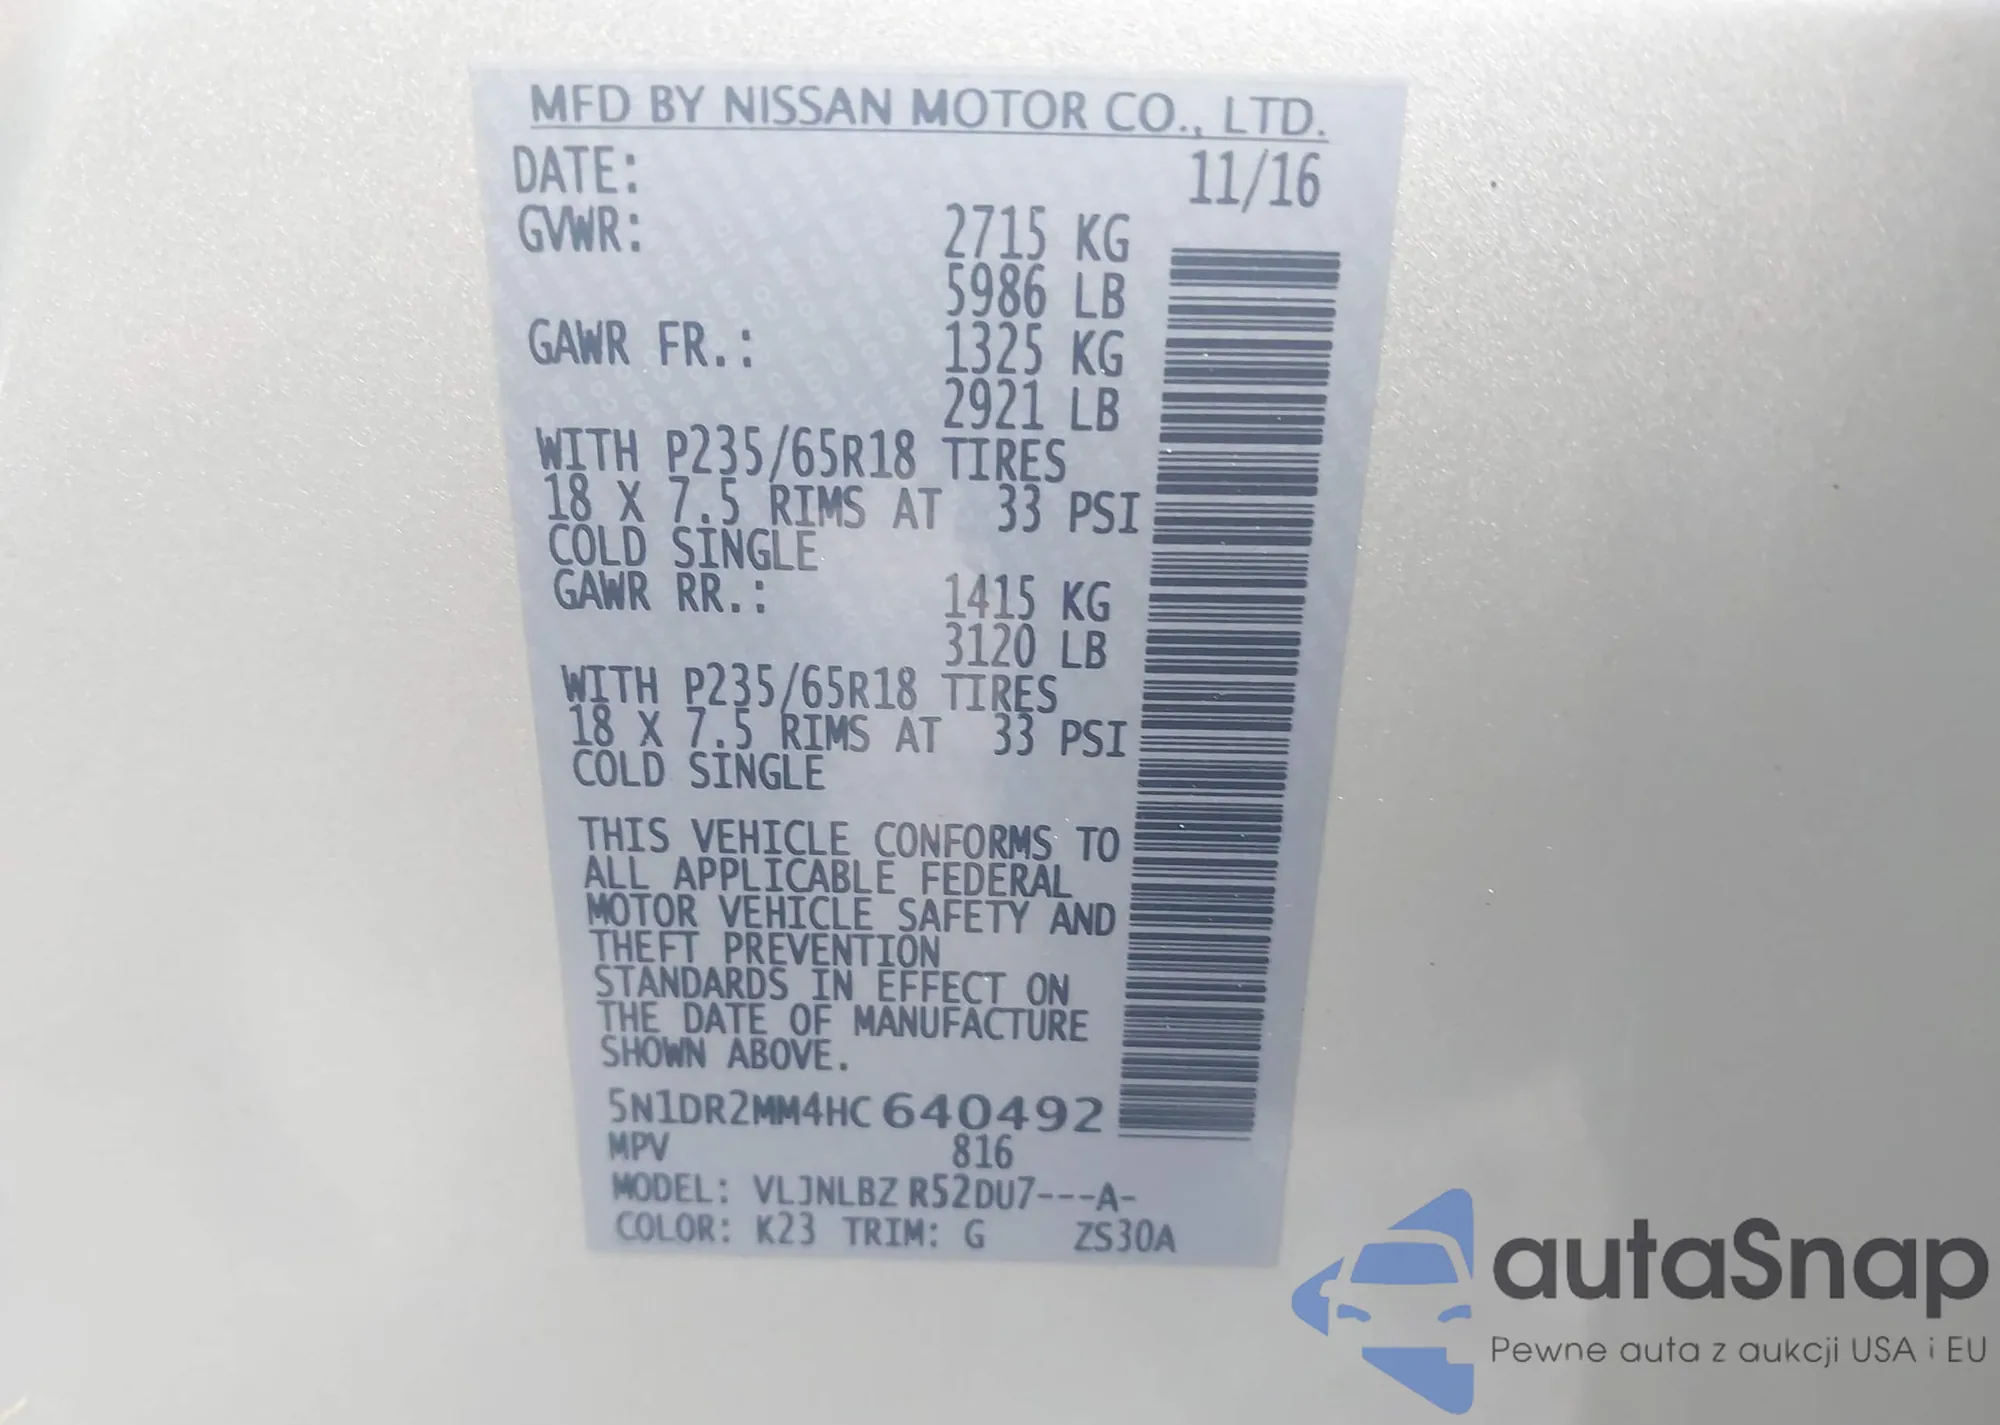 MFD BY NISSAN MOTOR CO., LTD.
DATE: 11/16
GVWR: 2715 KG
5986 LB
GAWR FR.: 1325 KG
2921 LB
WITH P235/65R18 TIRES
18 X 7.5 RIMS AT 33 PSI
COLD SINGLE
GAWR RR.: 1415 KG
3120 LB
WITH P235/65R18 TIRES
18 X 7.5 RIMS AT 33 PSI
COLD SINGLE
THIS VEHICLE CONFORMS TO
ALL APPLICABLE FEDERAL
MOTOR VEHICLE SAFETY AND
THEFT PREVENTION
STANDARDS IN EFFECT ON
THE DATE OF MANUFACTURE
SHOWN ABOVE.
5N1DR2MM4HC640492
MPV 816
MODEL: VLJNLBZ R52DU7---A-
COLOR: K23 TRIM: G ZS30A
autaSnap
Pewne auta z aukcji USA i EU